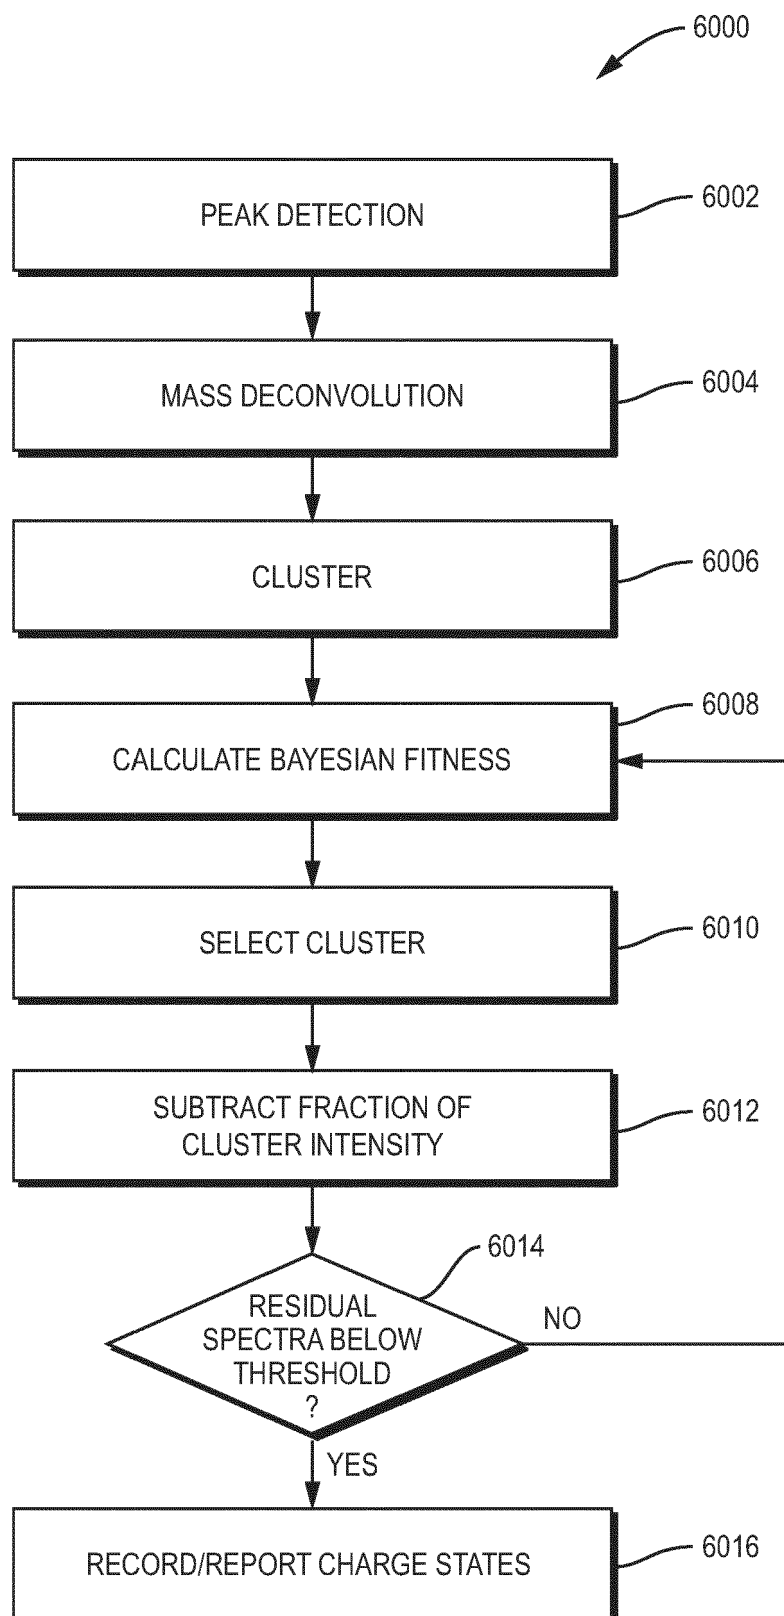 6000
PEAK DETECTION
6002
MASS DECONVOLUTION
6004
CLUSTER
6006
CALCULATE BAYESIAN FITNESS
6008
SELECT CLUSTER
6010
SUBTRACT FRACTION OF
CLUSTER INTENSITY
6012
6014
RESIDUAL
SPECTRA BELOW
THRESHOLD
?
NO
YES
RECORD/REPORT CHARGE STATES
6016